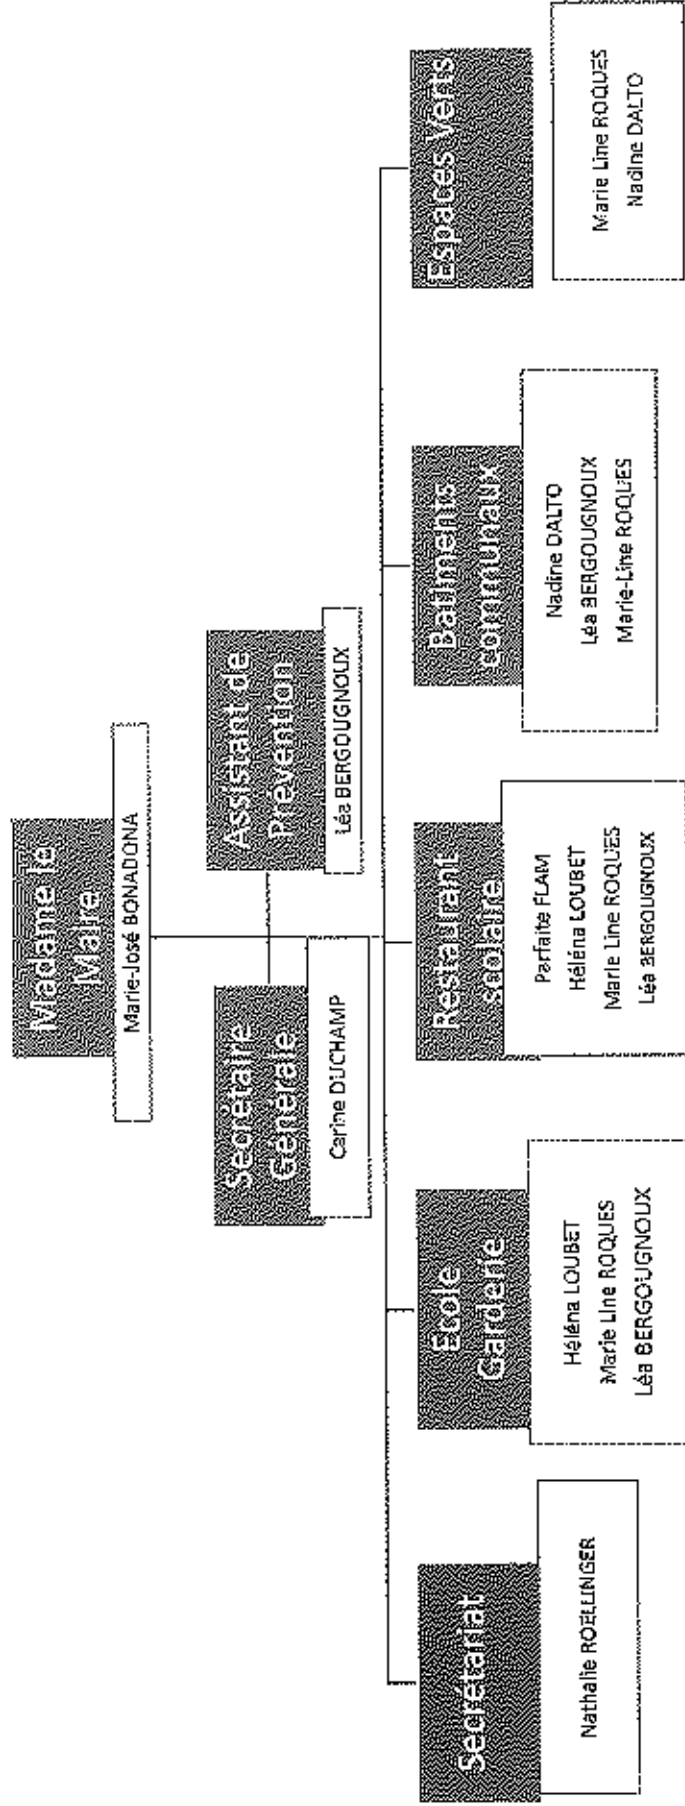 Madame le
Maire
Marie-José BONADONA
Secrétaire
Générale
Carine DUCHAMP
Assistant de
Prévention
Léa BERGOUGNOUX
Secrétariat
Nathalie ROELLINGER
Ecole
Garderie
Héléna LOUBET
Marie Line ROQUES
Léa BERGOUGNOUX
Restaurant
scolaire
Parfaite FLAM
Héléna LOUBET
Marie Line ROQUES
Léa BERGOUGNOUX
Batiments
communaux
Nadine DALTO
Léa BERGOUGNOUX
Marie-Line ROQUES
Espaces Verts
Marie Line ROQUES
Nadine DALTO